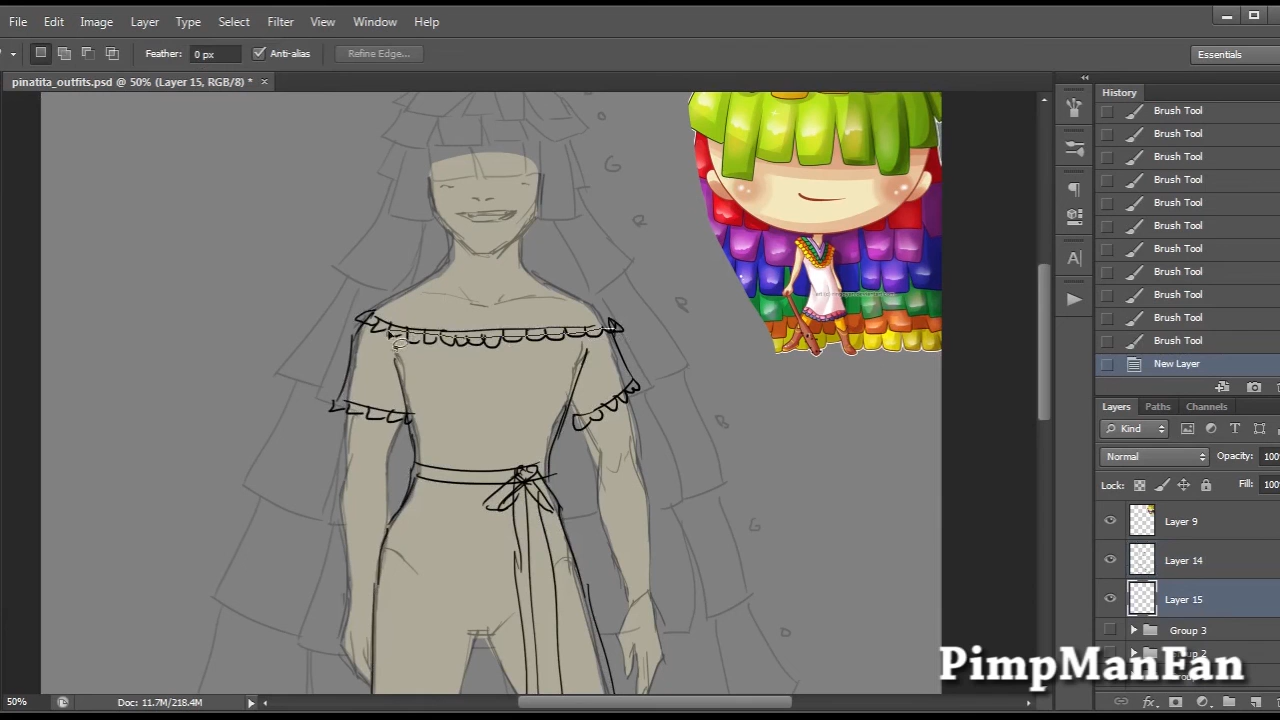 File Edit Image Layer Type Select Filter View Window Help
Feather: 0 px Anti-alias Refine Edge... Essentials
pinatita_outfits.psd @ 50% (Layer 15, RGB/8) * ×
History
Brush Tool
Brush Tool
Brush Tool
Brush Tool
Brush Tool
Brush Tool
Brush Tool
Brush Tool
Brush Tool
Brush Tool
Brush Tool
New Layer
Layers Paths Channels
Kind
Normal Opacity: 100
Lock: Fill: 100
Layer 9
Layer 14
Layer 15
Group 3
O
G
R
P
B
G
O
PimpManFan
50% Doc: 11.7M/218.4M